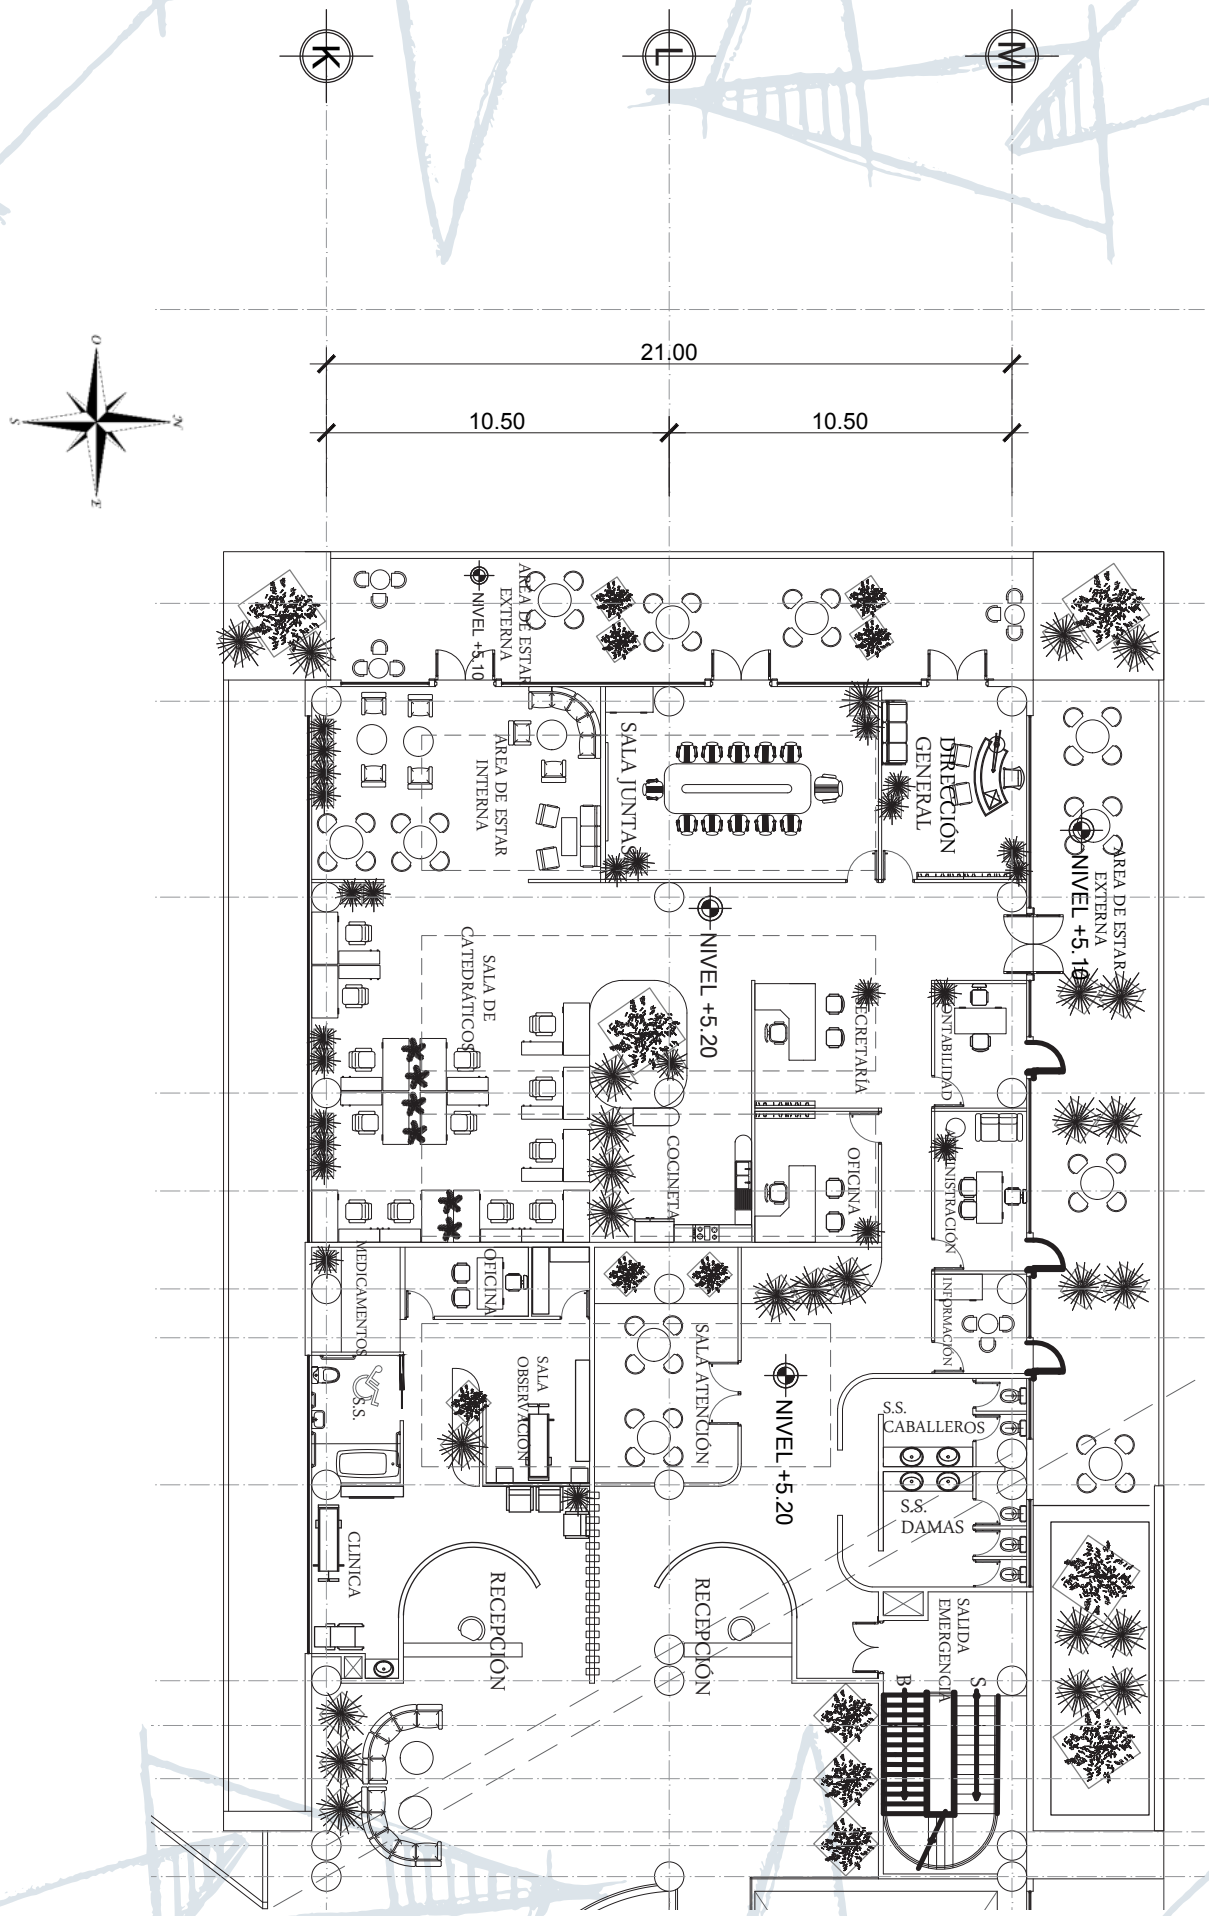 K
L
M
21.00
10.50
10.50
O
N
S
E
ÁREA DE ESTAR
EXTERNA
NIVEL +5.10
ÁREA DE ESTAR
INTERNA
SALA JUNTAS
DIRECCIÓN
GENERAL
ÁREA DE ESTAR
EXTERNA
NIVEL +5.10
NIVEL +5.20
SALA DE
CATEDRÁTICOS
SECRETARÍA
CONTABILIDAD
COCINETA
OFICINA
ADMINISTRACIÓN
MEDICAMENTOS
OFICINA
INFORMACIÓN
SALA
OBSERVACIÓN
SALA ATENCIÓN
NIVEL +5.20
S.S.
S.S.
CABALLEROS
S.S.
DAMAS
CLINICA
RECEPCIÓN
RECEPCIÓN
SALIDA
EMERGENCIA
B
S